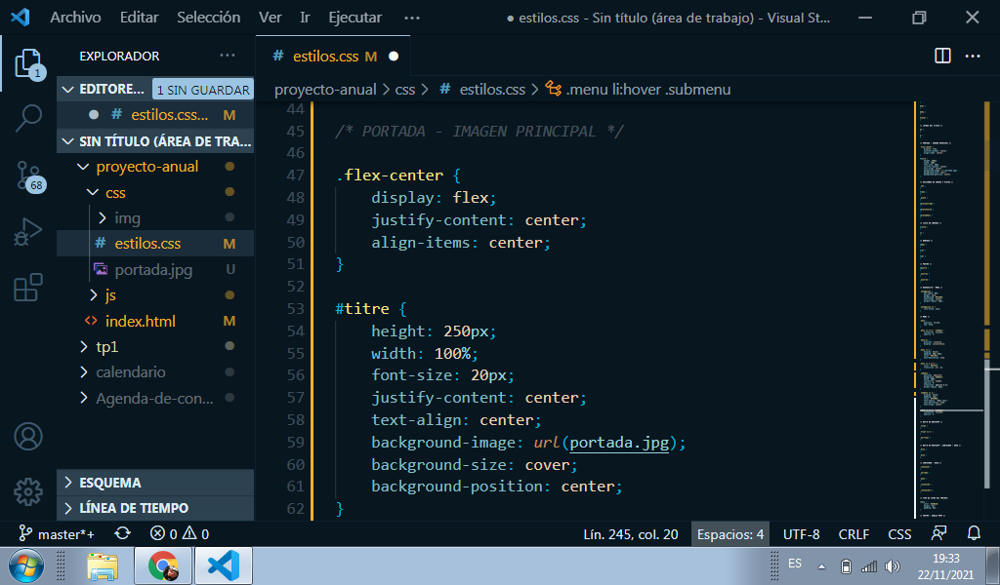 Archivo Editar Selección Ver Ir Ejecutar ··· ● estilos.css - Sin título (área de trabajo) - Visual St...
EXPLORADOR ···
# estilos.css M ●
EDITORE... 1 SIN GUARDAR
● # estilos.css... M
SIN TÍTULO (ÁREA DE TRA...
proyecto-anual
css
img
# estilos.css M
portada.jpg U
js
<> index.html M
tp1
calendario
Agenda-de-con...
ESQUEMA
LÍNEA DE TIEMPO
1
68
proyecto-anual > css > # estilos.css > .menu li:hover .submenu
44
45 /* PORTADA - IMAGEN PRINCIPAL */
46
47 .flex-center {
48 display: flex;
49 justify-content: center;
50 align-items: center;
51 }
52
53 #titre {
54 height: 250px;
55 width: 100%;
56 font-size: 20px;
57 justify-content: center;
58 text-align: center;
59 background-image: url(portada.jpg);
60 background-size: cover;
61 background-position: center;
62 }
master*+ 0 0 Lín. 245, col. 20 Espacios: 4 UTF-8 CRLF CSS
ES 19:33
22/11/2021